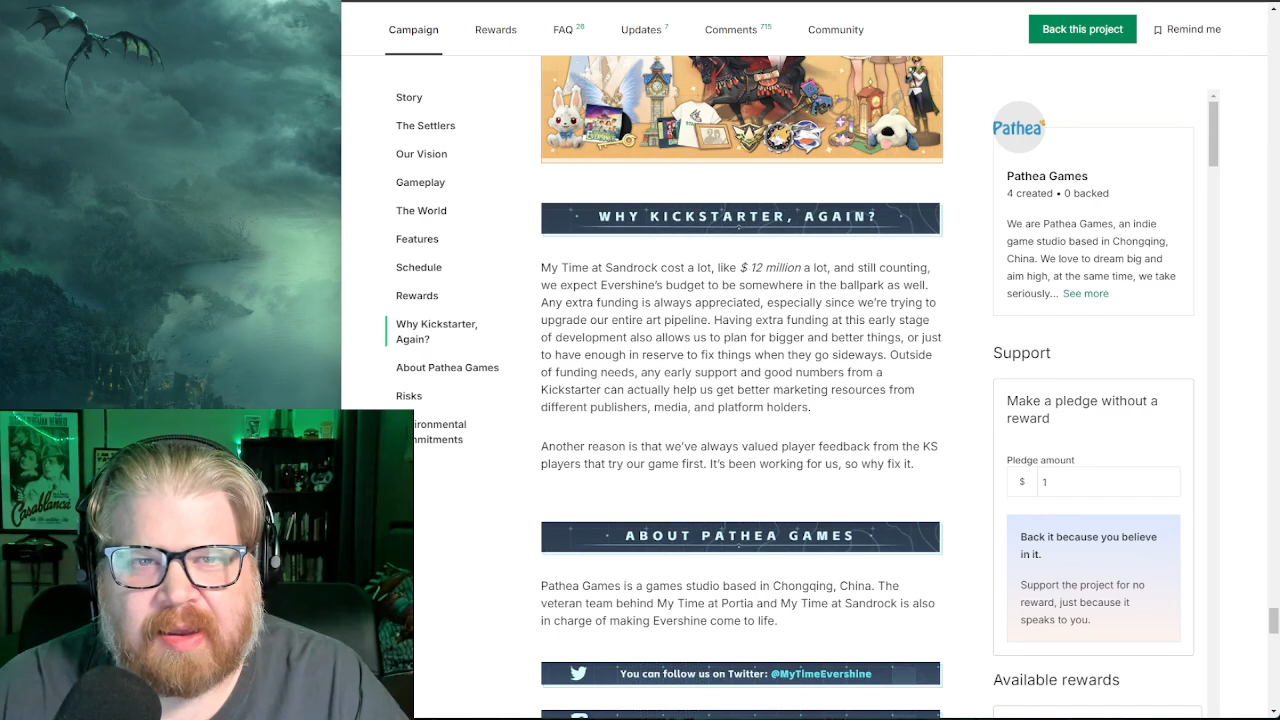 Campaign
Rewards
FAQ 26
Updates 7
Comments 715
Community
Back this project
Remind me
Story
The Settlers
Our Vision
Gameplay
The World
Features
Schedule
Rewards
Why Kickstarter,
Again?
About Pathea Games
Risks
ironmental
mmitments
WHY KICKSTARTER, AGAIN?
My Time at Sandrock cost a lot, like $ 12 million a lot, and still counting,
we expect Evershine's budget to be somewhere in the ballpark as well.
Any extra funding is always appreciated, especially since we're trying to
upgrade our entire art pipeline. Having extra funding at this early stage
of development also allows us to plan for bigger and better things, or just
to have enough in reserve to fix things when they go sideways. Outside
of funding needs, any early support and good numbers from a
Kickstarter can actually help us get better marketing resources from
different publishers, media, and platform holders.
Another reason is that we've always valued player feedback from the KS
players that try our game first. It's been working for us, so why fix it.
ABOUT PATHEA GAMES
Pathea Games is a games studio based in Chongqing, China. The
veteran team behind My Time at Portia and My Time at Sandrock is also
in charge of making Evershine come to life.
You can follow us on Twitter: @MyTimeEvershine
Pathea
Pathea Games
4 created • 0 backed
We are Pathea Games, an indie
game studio based in Chongqing,
China. We love to dream big and
aim high, at the same time, we take
seriously... See more
Support
Make a pledge without a
reward
Pledge amount
$ 1
Back it because you believe
in it.
Support the project for no
reward, just because it
speaks to you.
Available rewards
Casablanca